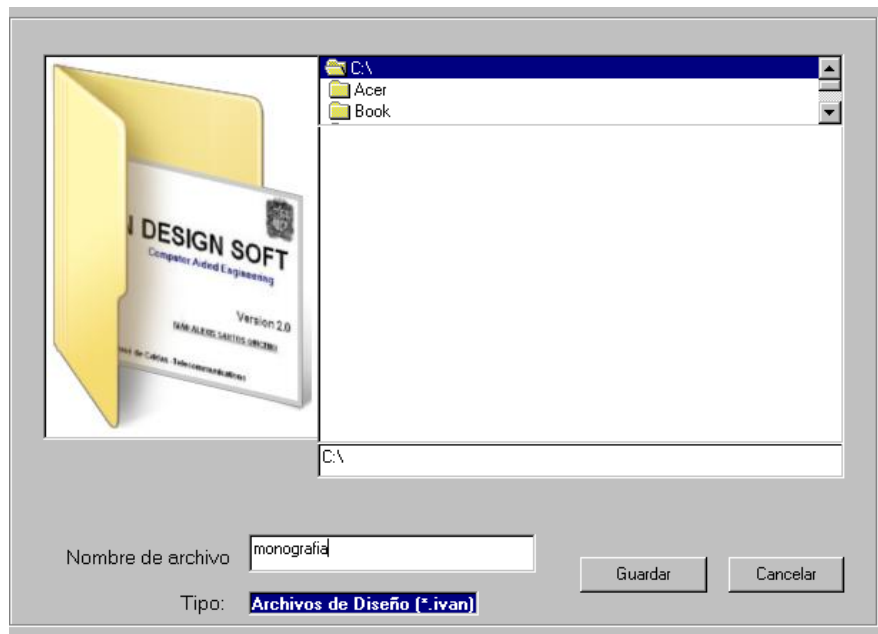 C:\
Acer
Book
DESIGN SOFT
Computer Aided Engineering
Version 2.0
C:\
Nombre de archivo
monografia
Guardar
Cancelar
Tipo:
Archivos de Diseño (*.ivan)